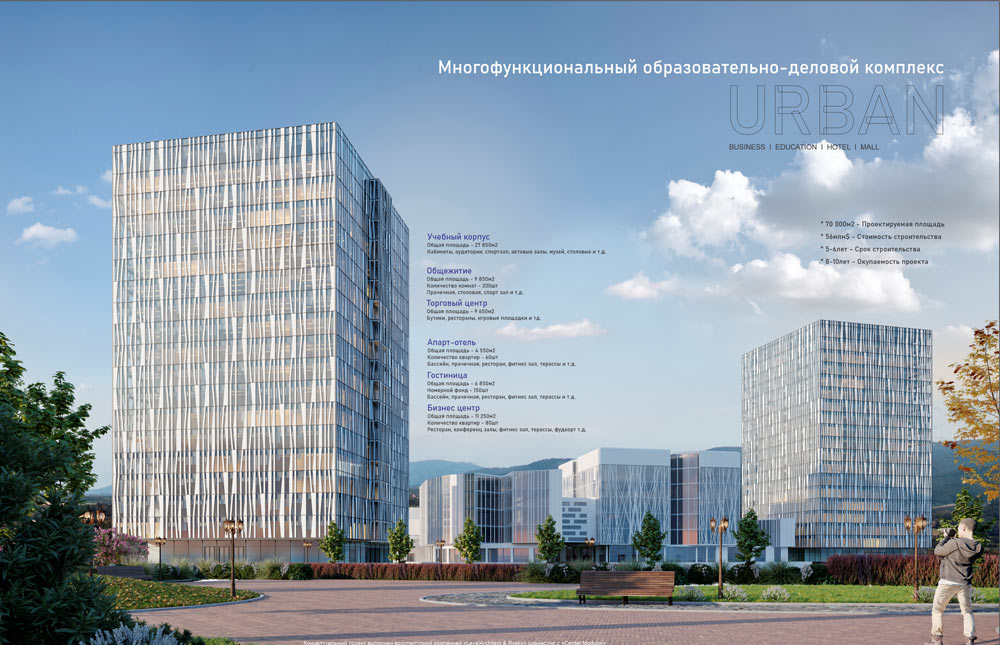 Многофункциональный образовательно-деловой комплекс
URBAN
BUSINESS I EDUCATION I HOTEL I MALL
* 70 000м2 - Проектируемая площадь
* 56млн$ - Стоимость строительства
* 5-6лет - Срок строительства
* 8-10лет - Окупаемость проекта
Учебный корпус
Общая площадь - 27 850м2
Кабинеты, аудитории, спортзал, актовые залы, музей, столовые и т.д.
Общежитие
Общая площадь - 9 850м2
Количество комнат - 200шт
Прачечная, столовая, спорт зал и т.д.
Торговый центр
Общая площадь - 9 650м2
Бутики, рестораны, игровые площадки и тд.
Апарт-отель
Общая площадь - 4 550м2
Количество квартир - 60шт
Бассейн, прачечная, ресторан, фитнес зал, терассы и т.д.
Гостиница
Общая площадь - 6 850м2
Номерной фонд - 150шт
Бассейн, прачечная, ресторан, фитнес зал, терассы и т.д.
Бизнес центр
Общая площадь - 11 250м2
Количество квартир - 80шт
Ресторан, конференц залы, фитнес зал, терассы, фудкорт т.д.